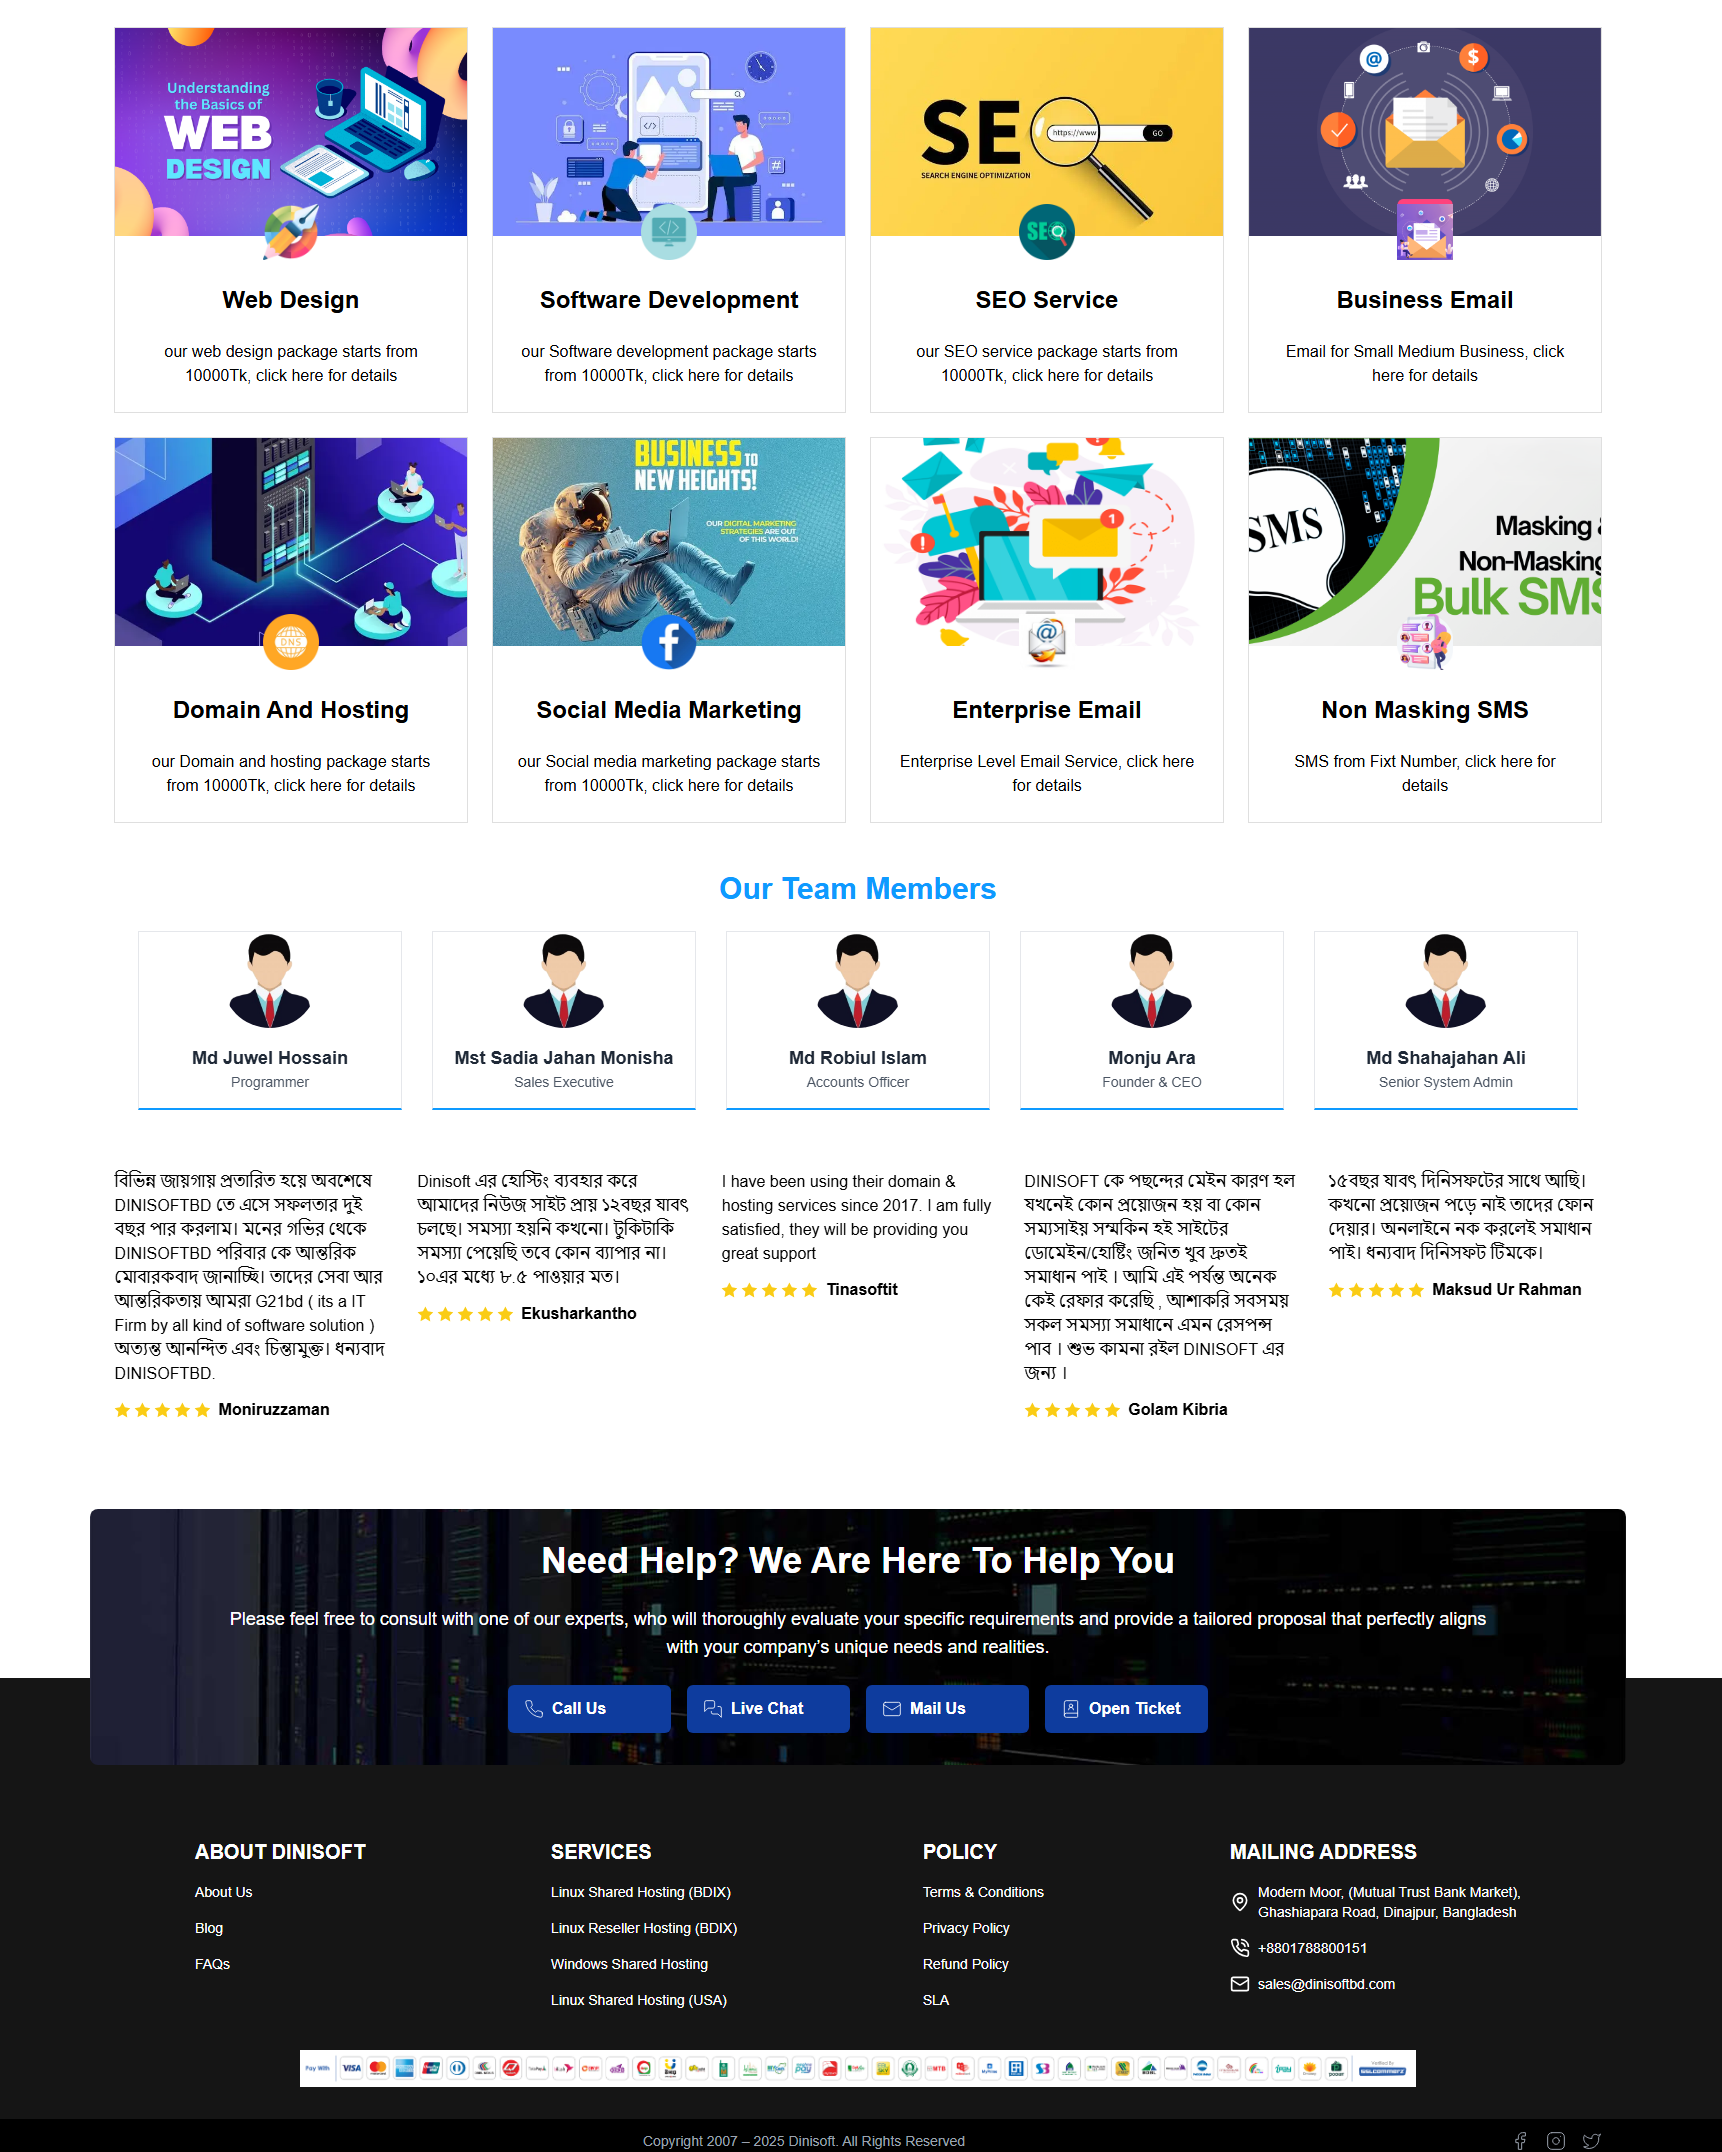 Understanding
the Basics of
WEB
DESIGN
SEO
https://www
GO
SEARCH ENGINE OPTIMIZATION
SEO
Web Design
our web design package starts from
10000Tk, click here for details
Software Development
our Software development package starts
from 10000Tk, click here for details
SEO Service
our SEO service package starts from
10000Tk, click here for details
Business Email
Email for Small Medium Business, click
here for details
BUSINESS TO
NEW HEIGHTS!
OUR DIGITAL MARKETING
STRATEGIES ARE OUT
OF THIS WORLD!
SMS
Masking &
Non-Masking
Bulk SMS
DNS
Domain And Hosting
our Domain and hosting package starts
from 10000Tk, click here for details
Social Media Marketing
our Social media marketing package starts
from 10000Tk, click here for details
Enterprise Email
Enterprise Level Email Service, click here
for details
Non Masking SMS
SMS from Fixt Number, click here for
details
Our Team Members
Md Juwel Hossain
Programmer
Mst Sadia Jahan Monisha
Sales Executive
Md Robiul Islam
Accounts Officer
Monju Ara
Founder & CEO
Md Shahajahan Ali
Senior System Admin
বিভিন্ন জায়গায় প্রতারিত হয়ে অবশেষে
DINISOFTBD তে এসে সফলতার দুই
বছর পার করলাম। মনের গভির থেকে
DINISOFTBD পরিবার কে আন্তরিক
মোবারকবাদ জানাচ্ছি। তাদের সেবা আর
আন্তরিকতায় আমরা G21bd ( its a IT
Firm by all kind of software solution )
অত্যন্ত আনন্দিত এবং চিন্তামুক্ত। ধন্যবাদ
DINISOFTBD.
Moniruzzaman
Dinisoft এর হোস্টিং ব্যবহার করে
আমাদের নিউজ সাইট প্রায় ১২বছর যাবৎ
চলছে। সমস্যা হয়নি কখনো। টুকিটাকি
সমস্যা পেয়েছি তবে কোন ব্যাপার না।
১০এর মধ্যে ৮.৫ পাওয়ার মত।
Ekusharkantho
I have been using their domain &
hosting services since 2017. I am fully
satisfied, they will be providing you
great support
Tinasoftit
DINISOFT কে পছন্দের মেইন কারণ হল
যখনেই কোন প্রয়োজন হয় বা কোন
সম্যসাইয় সম্মকিন হই সাইটের
ডোমেইন/হোষ্টিং জনিত খুব দ্রুতই
সমাধান পাই । আমি এই পর্যন্ত অনেক
কেই রেফার করেছি , আশাকরি সবসময়
সকল সমস্যা সমাধানে এমন রেসপন্স
পাব । শুভ কামনা রইল DINISOFT এর
জন্য ।
Golam Kibria
১৫বছর যাবৎ দিনিসফটের সাথে আছি।
কখনো প্রয়োজন পড়ে নাই তাদের ফোন
দেয়ার। অনলাইনে নক করলেই সমাধান
পাই। ধন্যবাদ দিনিসফট টিমকে।
Maksud Ur Rahman
Need Help? We Are Here To Help You
Please feel free to consult with one of our experts, who will thoroughly evaluate your specific requirements and provide a tailored proposal that perfectly aligns
with your company's unique needs and realities.
Call Us
Live Chat
Mail Us
Open Ticket
ABOUT DINISOFT
About Us
Blog
FAQs
SERVICES
Linux Shared Hosting (BDIX)
Linux Reseller Hosting (BDIX)
Windows Shared Hosting
Linux Shared Hosting (USA)
POLICY
Terms & Conditions
Privacy Policy
Refund Policy
SLA
MAILING ADDRESS
Modern Moor, (Mutual Trust Bank Market),
Ghashiapara Road, Dinajpur, Bangladesh
+8801788800151
sales@dinisoftbd.com
Pay With
VISA
Verified By
SSLCOMMERZ
Copyright 2007 – 2025 Dinisoft. All Rights Reserved